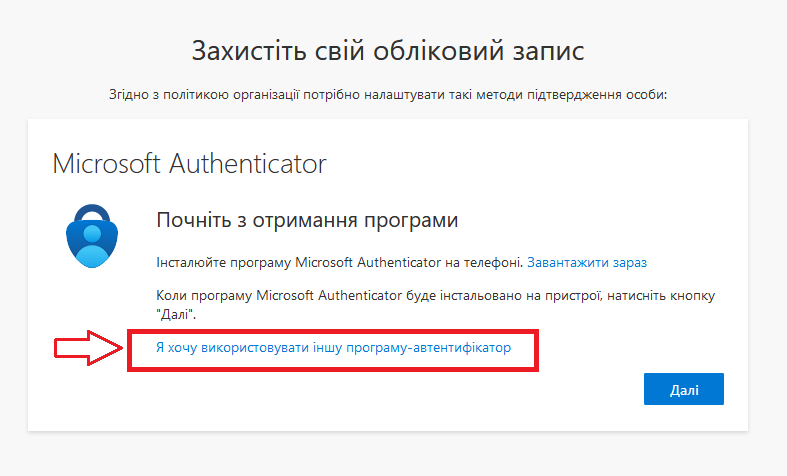 Захистіть свій обліковий запис
Згідно з політикою організації потрібно налаштувати такі методи підтвердження особи:
Microsoft Authenticator
Почніть з отримання програми
Інсталюйте програму Microsoft Authenticator на телефоні. Завантажити зараз
Коли програму Microsoft Authenticator буде інстальовано на пристрої, натисніть кнопку
"Далі".
Я хочу використовувати іншу програму-автентифікатор
Далі